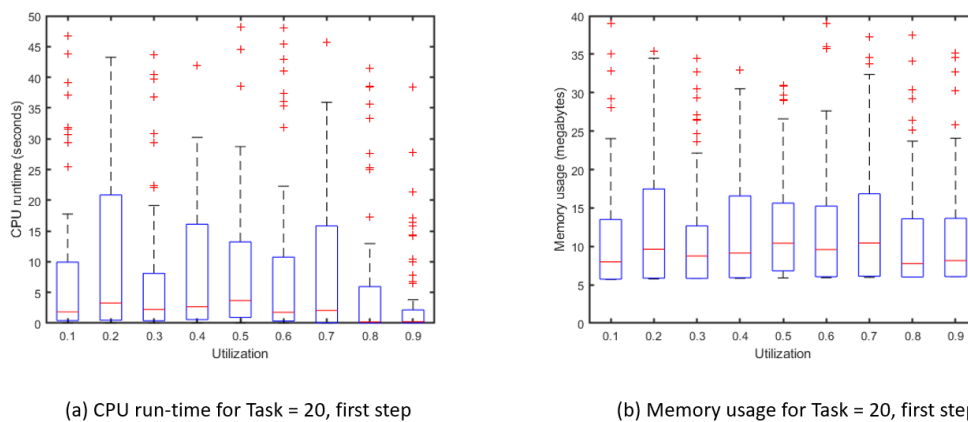 50
45
40
35
30
25
20
15
10
5
0
CPU runtime (seconds)
0.1 0.2 0.3 0.4 0.5 0.6 0.7 0.8 0.9
Utilization
(a) CPU run-time for Task = 20, first step
40
35
30
25
20
15
10
5
0
Memory usage (megabytes)
0.1 0.2 0.3 0.4 0.5 0.6 0.7 0.8 0.9
Utilization
(b) Memory usage for Task = 20, first step